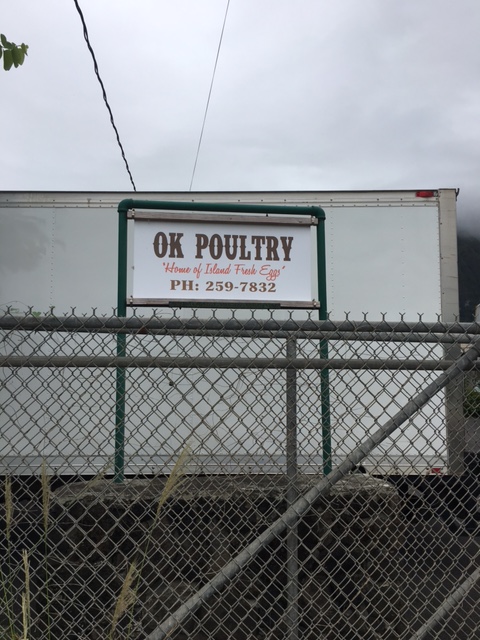 OK POULTRY
"Home of Island Fresh Eggs"
PH: 259-7832